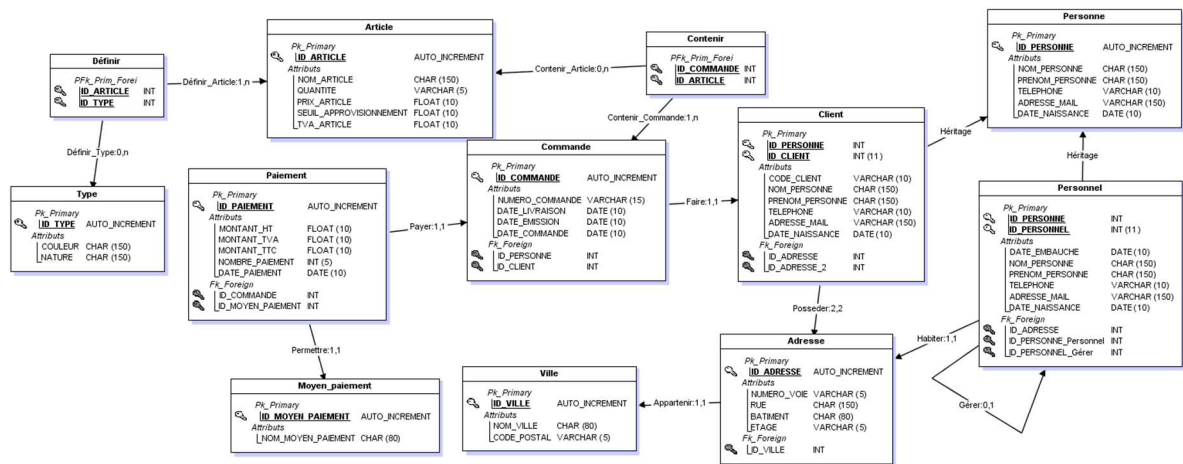 Article
Pk_Primary
ID_ARTICLE AUTO_INCREMENT
Attributs
NOM_ARTICLE CHAR (150)
QUANTITE VARCHAR (5)
PRIX_ARTICLE FLOAT (10)
SEUIL_APPROVISIONNEMENT FLOAT (10)
TVA_ARTICLE FLOAT (10)
Définir
PFk_Prim_Forei
ID_ARTICLE INT
ID_TYPE INT
Définir_Article:1,n
Définir_Type:0,n
Contenir
PFk_Prim_Forei
ID_COMMANDE INT
ID_ARTICLE INT
Contenir_Article:0,n
Contenir_Commande:1,n
Personne
Pk_Primary
ID_PERSONNE AUTO_INCREMENT
Attributs
NOM_PERSONNE CHAR (150)
PRENOM_PERSONNE CHAR (150)
TELEPHONE VARCHAR (10)
ADRESSE_MAIL VARCHAR (150)
DATE_NAISSANCE DATE (10)
Client
Pk_Primary
ID_PERSONNE INT
ID_CLIENT INT (11)
Attributs
CODE_CLIENT VARCHAR (10)
NOM_PERSONNE CHAR (150)
PRENOM_PERSONNE CHAR (150)
TELEPHONE VARCHAR (10)
ADRESSE_MAIL VARCHAR (150)
DATE_NAISSANCE DATE (10)
Fk_Foreign
ID_ADRESSE INT
ID_ADRESSE_2 INT
Héritage
Héritage
Commande
Pk_Primary
ID_COMMANDE AUTO_INCREMENT
Attributs
NUMERO_COMMANDE VARCHAR (15)
DATE_LIVRAISON DATE (10)
DATE_EMISSION DATE (10)
DATE_COMMANDE DATE (10)
Fk_Foreign
ID_PERSONNE INT
ID_CLIENT INT
Faire:1,1
Paiement
Pk_Primary
ID_PAIEMENT AUTO_INCREMENT
Attributs
MONTANT_HT FLOAT (10)
MONTANT_TVA FLOAT (10)
MONTANT_TTC FLOAT (10)
NOMBRE_PAIEMENT INT (5)
DATE_PAIEMENT DATE (10)
Fk_Foreign
ID_COMMANDE INT
ID_MOYEN_PAIEMENT INT
Payer:1,1
Type
Pk_Primary
ID_TYPE AUTO_INCREMENT
Attributs
COULEUR CHAR (150)
NATURE CHAR (150)
Personnel
Pk_Primary
ID_PERSONNE INT
ID_PERSONNEL INT (11)
Attributs
DATE_EMBAUCHE DATE (10)
NOM_PERSONNE CHAR (150)
PRENOM_PERSONNE CHAR (150)
TELEPHONE VARCHAR (10)
ADRESSE_MAIL VARCHAR (150)
DATE_NAISSANCE DATE (10)
Fk_Foreign
ID_ADRESSE INT
ID_PERSONNE_Personnel INT
ID_PERSONNEL_Gérer INT
Posseder:2,2
Habiter:1,1
Gérer:0,1
Permettre:1,1
Moyen_paiement
Pk_Primary
ID_MOYEN_PAIEMENT AUTO_INCREMENT
Attributs
NOM_MOYEN_PAIEMENT CHAR (80)
Ville
Pk_Primary
ID_VILLE AUTO_INCREMENT
Attributs
NOM_VILLE CHAR (80)
CODE_POSTAL VARCHAR (5)
Appartenir:1,1
Adresse
Pk_Primary
ID_ADRESSE AUTO_INCREMENT
Attributs
NUMERO_VOIE VARCHAR (5)
RUE CHAR (150)
BATIMENT CHAR (80)
ETAGE VARCHAR (5)
Fk_Foreign
ID_VILLE INT